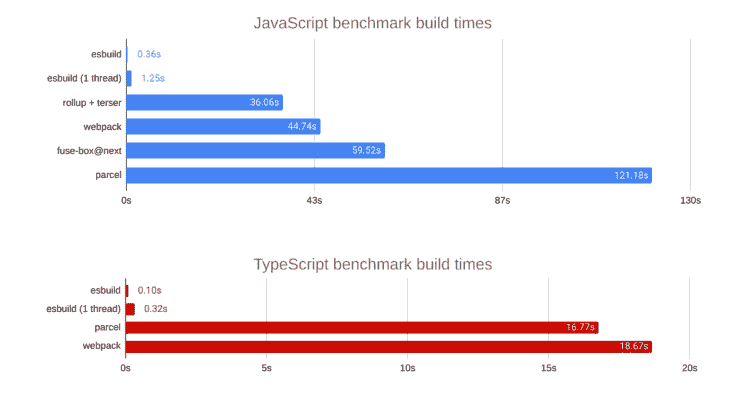 JavaScript benchmark build times
esbuild 0.36s
esbuild (1 thread) 1.25s
rollup + terser 36.06s
webpack 44.74s
fuse-box@next 59.52s
parcel 121.18s
0s 43s 87s 130s
TypeScript benchmark build times
esbuild 0.10s
esbuild (1 thread) 0.32s
parcel 16.77s
webpack 18.67s
0s 5s 10s 15s 20s